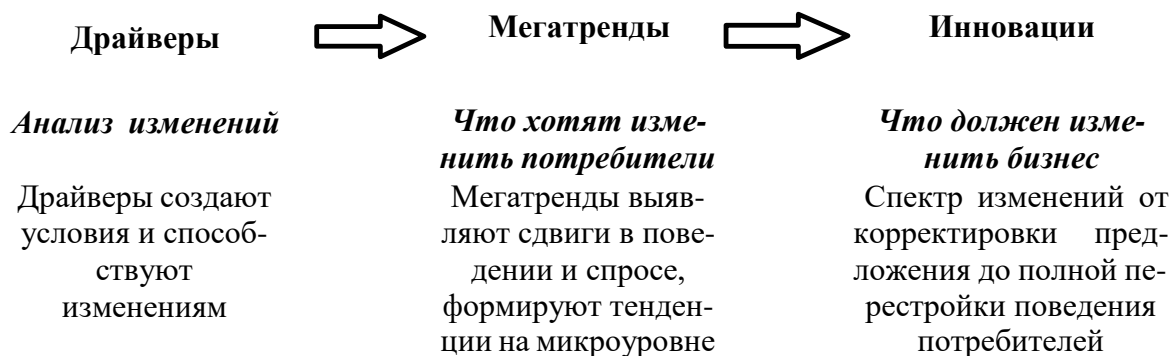 Драйверы
Мегатренды
Инновации
Анализ изменений
Что хотят изме-
нить потребители
Что должен изме-
нить бизнес
Драйверы создают
условия и способ-
ствуют
изменениям
Мегатренды выяв-
ляют сдвиги в пове-
дении и спросе,
формируют тенден-
ции на микроуровне
Спектр изменений от
корректировки пред-
ложения до полной пе-
рестройки поведения
потребителей